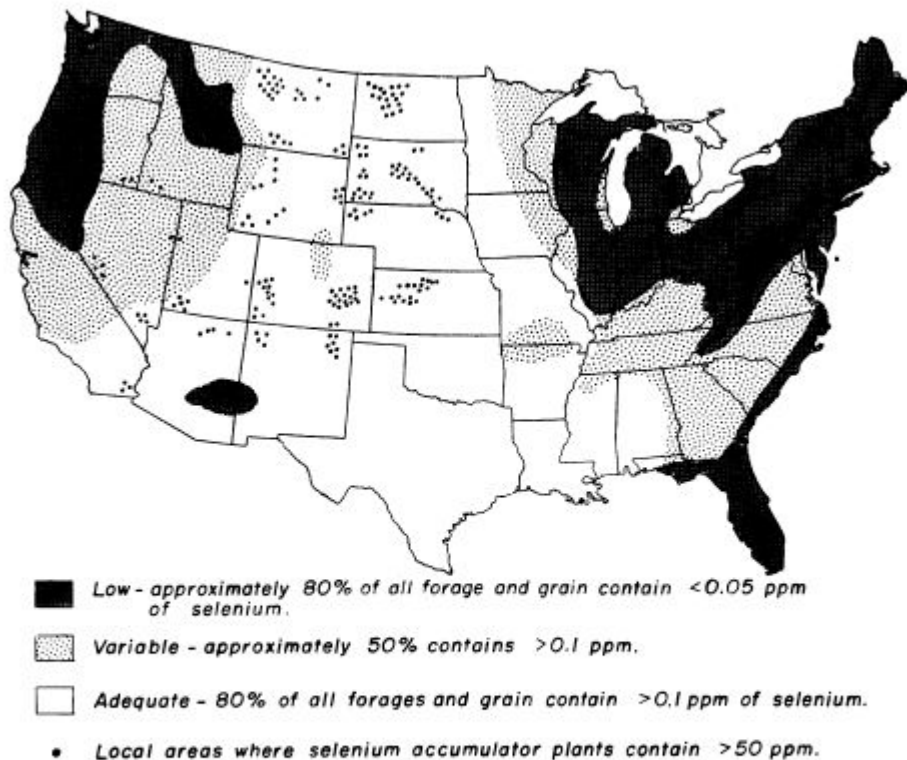 Low - approximately 80% of all forage and grain contain <0.05 ppm
of selenium.
Variable - approximately 50% contains >0.1 ppm.
Adequate - 80% of all forages and grain contain >0.1 ppm of selenium.
• Local areas where selenium accumulator plants contain >50 ppm.